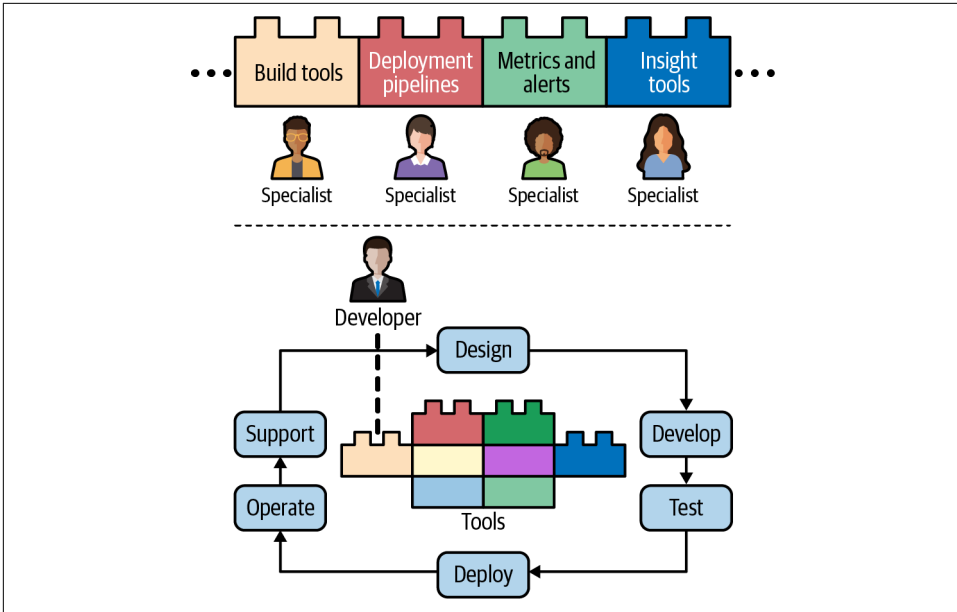 Build tools
Deployment
pipelines
Metrics and
alerts
Insight
tools
Specialist
Specialist
Specialist
Specialist
Developer
Design
Support
Develop
Operate
Test
Tools
Deploy